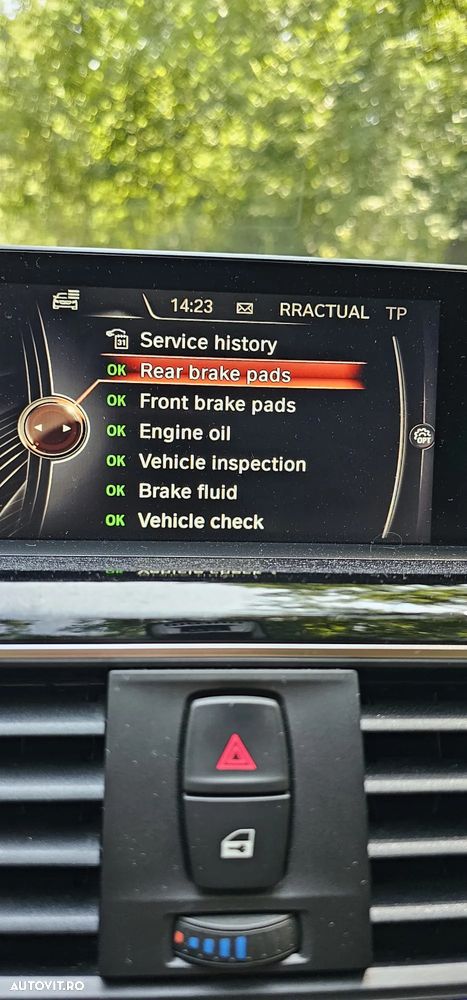 14:23 RRACTUAL TP
31 Service history
OK Rear brake pads
OK Front brake pads
OK Engine oil
OPT
OK Vehicle inspection
OK Brake fluid
OK Vehicle check
AUTOVIT.RO